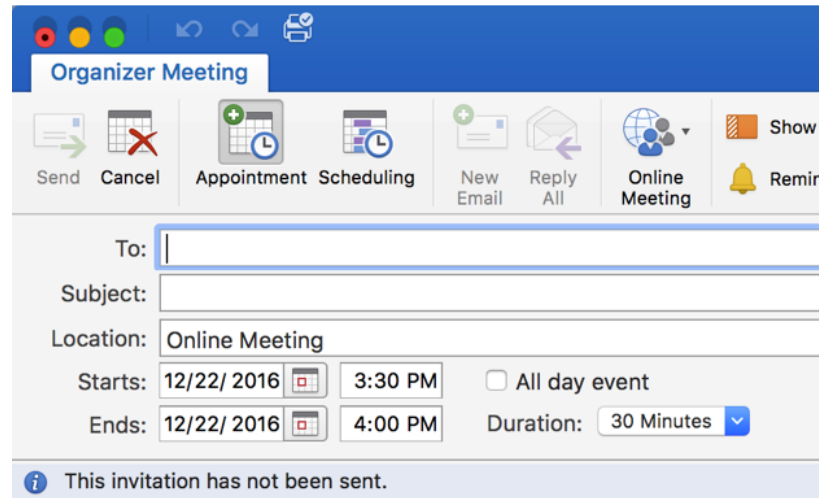 Organizer Meeting
Send Cancel Appointment Scheduling New Email Reply All Online Meeting Show
Remin
To:
Subject:
Location: Online Meeting
Starts: 12/22/ 2016 3:30 PM All day event
Ends: 12/22/ 2016 4:00 PM Duration: 30 Minutes
This invitation has not been sent.